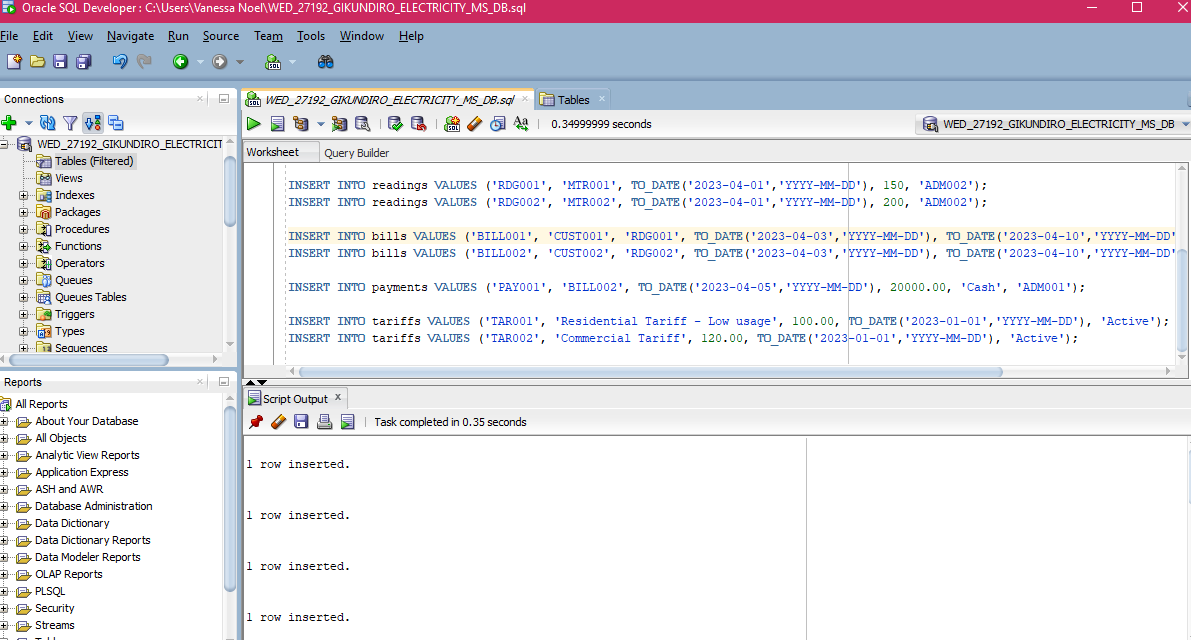 Oracle SQL Developer : C:\Users\Vanessa Noel\WED_27192_GIKUNDIRO_ELECTRICITY_MS_DB.sql
File Edit View Navigate Run Source Team Tools Window Help
Connections
WED_27192_GIKUNDIRO_ELECTRICIT
Tables (Filtered)
Views
Indexes
Packages
Procedures
Functions
Operators
Queues
Queues Tables
Triggers
Types
Sequences
Reports
All Reports
About Your Database
All Objects
Analytic View Reports
Application Express
ASH and AWR
Database Administration
Data Dictionary
Data Dictionary Reports
Data Modeler Reports
OLAP Reports
PLSQL
Security
Streams
WED_27192_GIKUNDIRO_ELECTRICITY_MS_DB.sql Tables
0.34999999 seconds WED_27192_GIKUNDIRO_ELECTRICITY_MS_DB
Worksheet Query Builder
INSERT INTO readings VALUES ('RDG001', 'MTR001', TO_DATE('2023-04-01','YYYY-MM-DD'), 150, 'ADM002');
INSERT INTO readings VALUES ('RDG002', 'MTR002', TO_DATE('2023-04-01','YYYY-MM-DD'), 200, 'ADM002');
INSERT INTO bills VALUES ('BILL001', 'CUST001', 'RDG001', TO_DATE('2023-04-03','YYYY-MM-DD'), TO_DATE('2023-04-10','YYYY-MM-DD'
INSERT INTO bills VALUES ('BILL002', 'CUST002', 'RDG002', TO_DATE('2023-04-03','YYYY-MM-DD'), TO_DATE('2023-04-10','YYYY-MM-DD'
INSERT INTO payments VALUES ('PAY001', 'BILL002', TO_DATE('2023-04-05','YYYY-MM-DD'), 20000.00, 'Cash', 'ADM001');
INSERT INTO tariffs VALUES ('TAR001', 'Residential Tariff - Low usage', 100.00, TO_DATE('2023-01-01','YYYY-MM-DD'), 'Active');
INSERT INTO tariffs VALUES ('TAR002', 'Commercial Tariff', 120.00, TO_DATE('2023-01-01','YYYY-MM-DD'), 'Active');
Script Output x
Task completed in 0.35 seconds
1 row inserted.
1 row inserted.
1 row inserted.
1 row inserted.